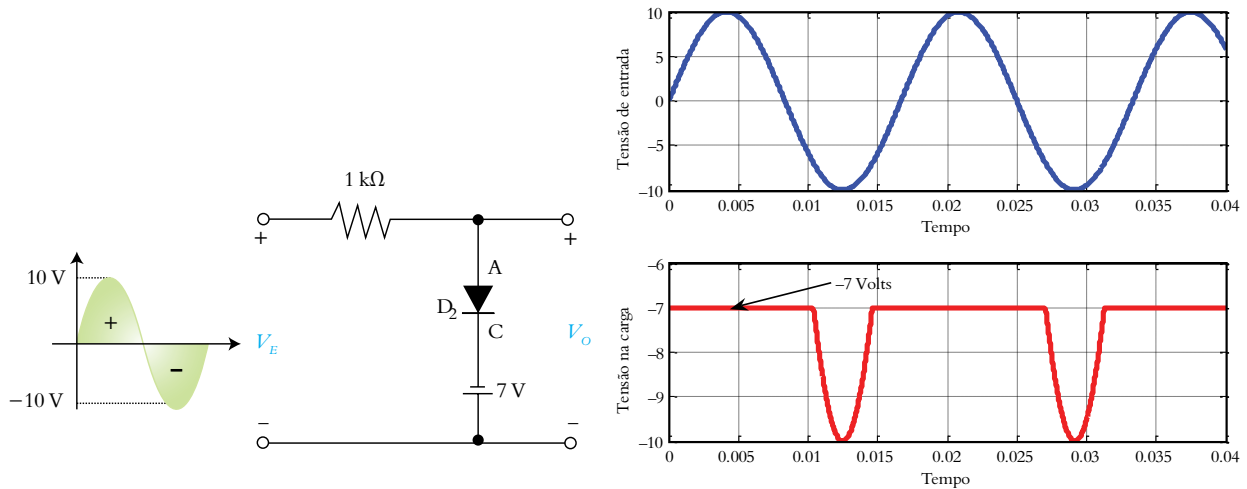 1 kΩ
+
+
A
D2
C
7 V
VE
VO
10 V
+
−
−10 V
−
−
Tensão de entrada
10
5
0
−5
−10
0 0.005 0.01 0.015 0.02 0.025 0.03 0.035 0.04
Tempo
Tensão na carga
−6
−7
−8
−9
−10
−7 Volts
0 0.005 0.01 0.015 0.02 0.025 0.03 0.035 0.04
Tempo